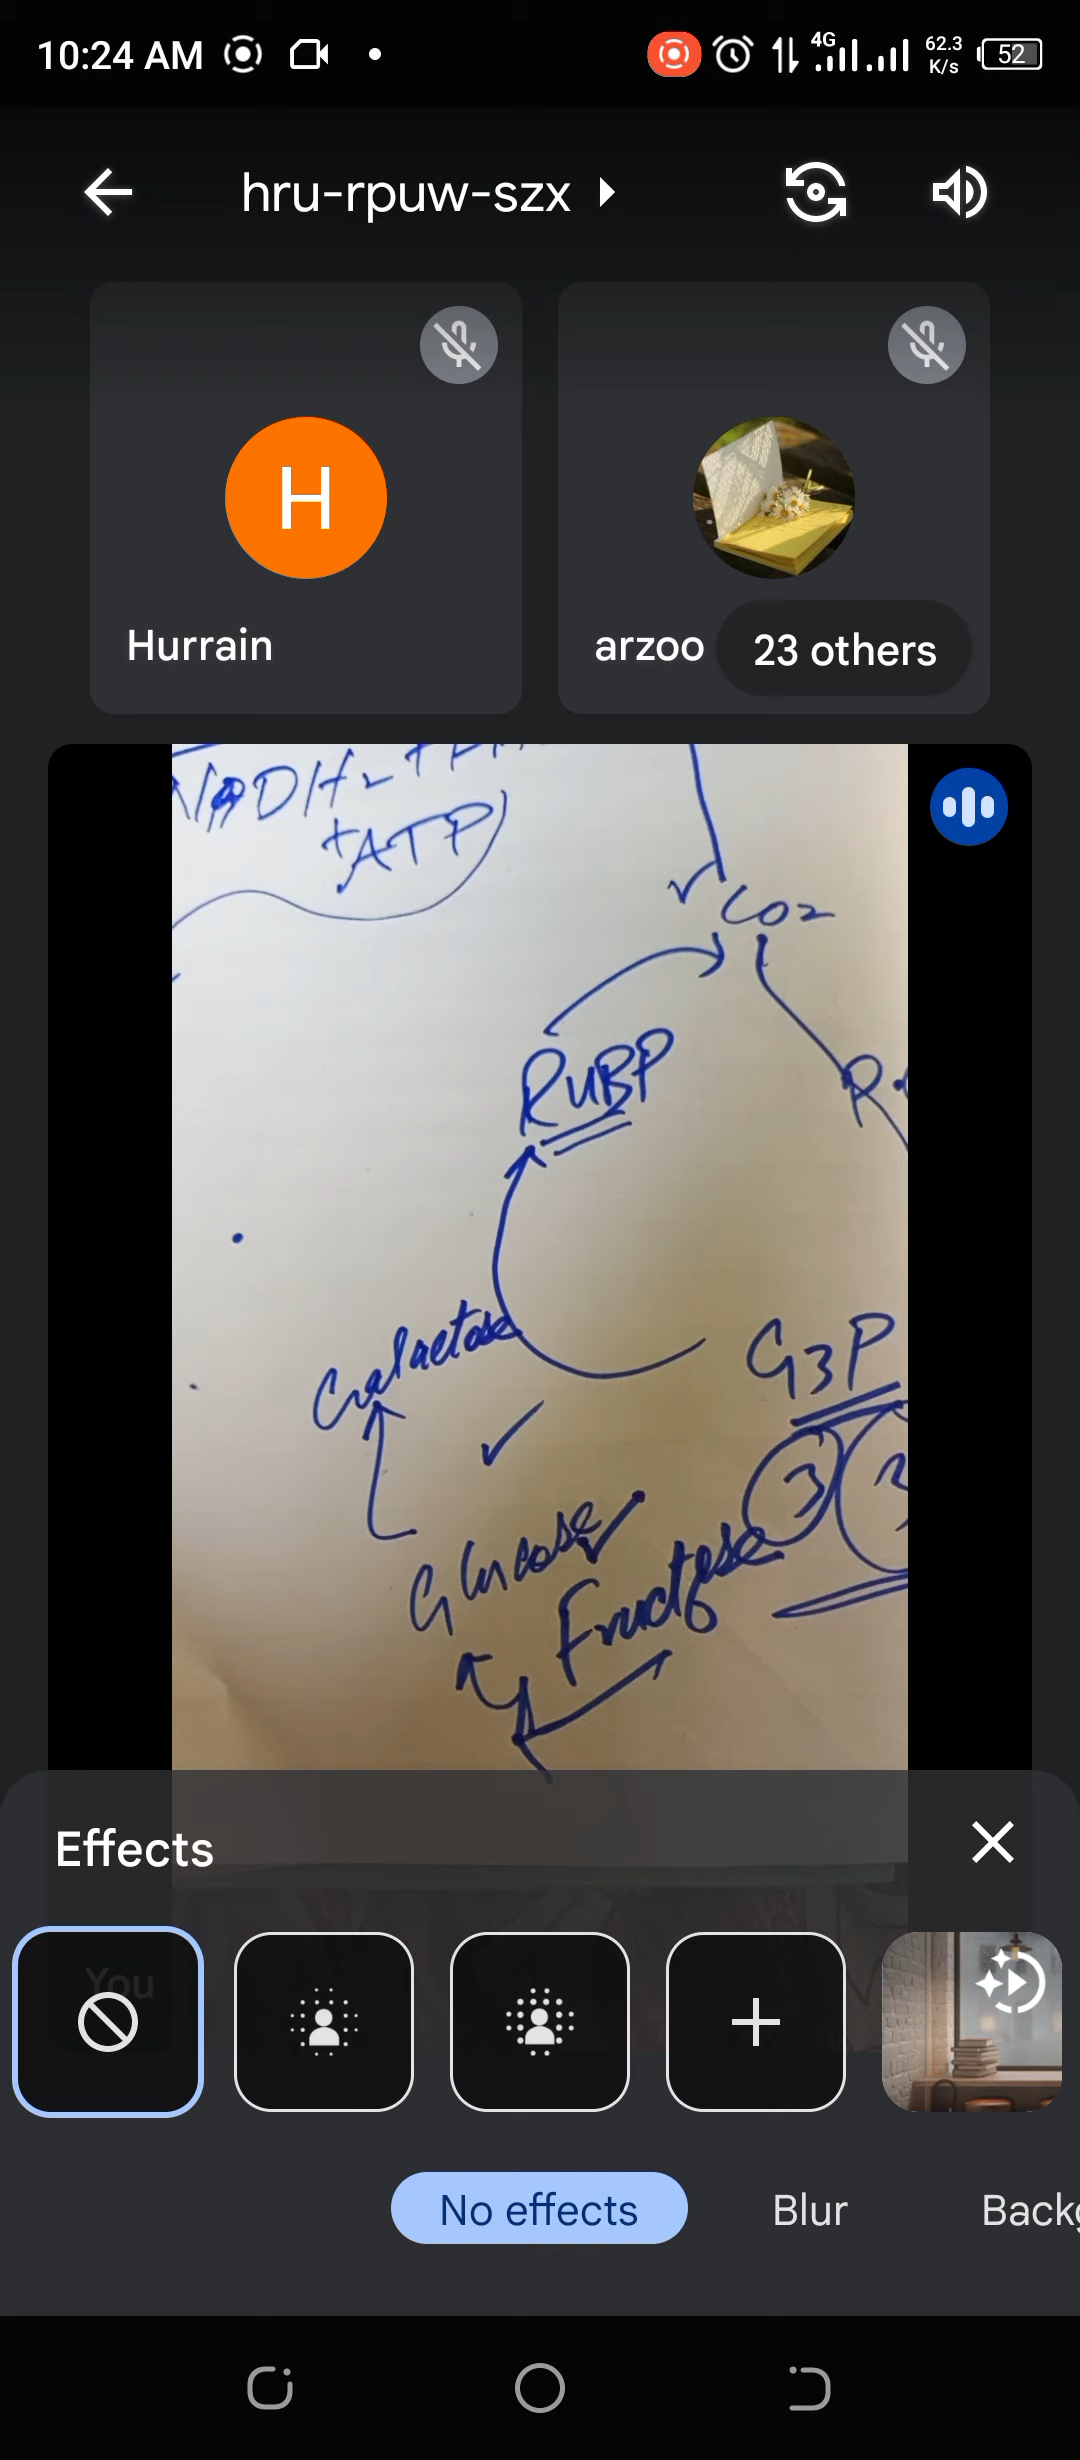 10:24 AM
4G
62.3
K/s
52
hru-rpuw-szx
H
Hurrain
arzoo
23 others
+ATP)
CO2
RUBP
R.
Galactose
G3P
3
Glucose
Fructose
Effects
You
No effects
Blur
Backg